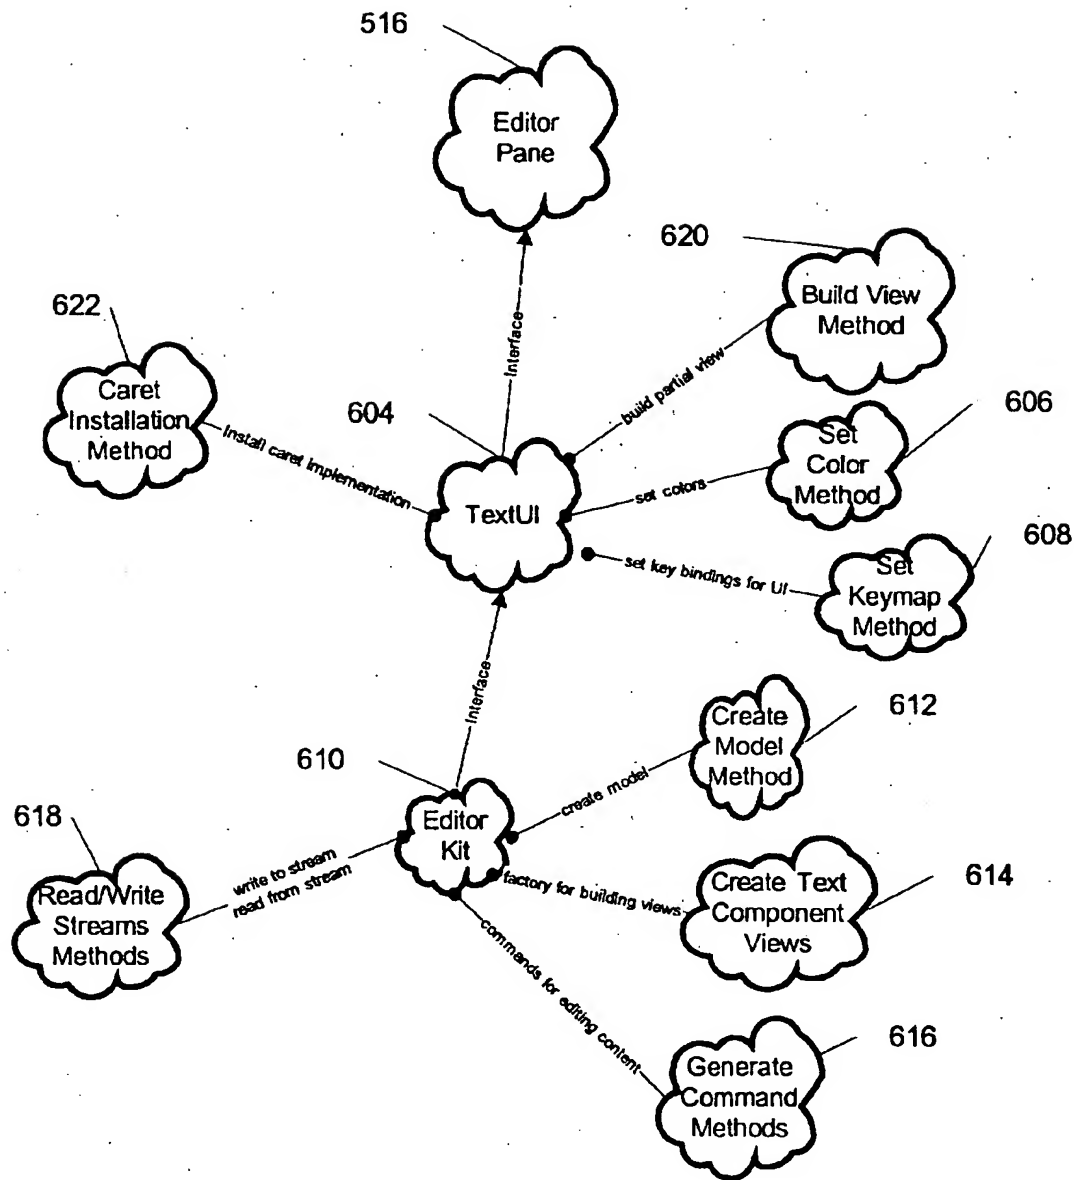 516
Editor
Pane
620
Build View
Method
622
Caret
Installation
Method
Interface
build partial view
604
606
Set
Color
Method
Install caret Implementation
TextUI
set colors
608
set key bindings for UI
Set
Keymap
Method
Interface
612
Create
Model
Method
610
create model
Editor
Kit
618
write to stream
read from stream
Read/Write
Streams
Methods
factory for building views
Create Text
Component
Views
614
commands for editing content
616
Generate
Command
Methods